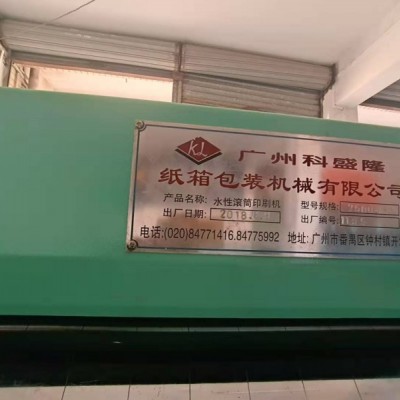 KL
广州科盛隆
纸箱包装机械有限公司
产品名称: 水性滚筒印刷机 型号规格:
出厂日期: 2018 出厂编号:
电话:(020)84771416.84775992 地址: 广州市番禺区钟村镇开